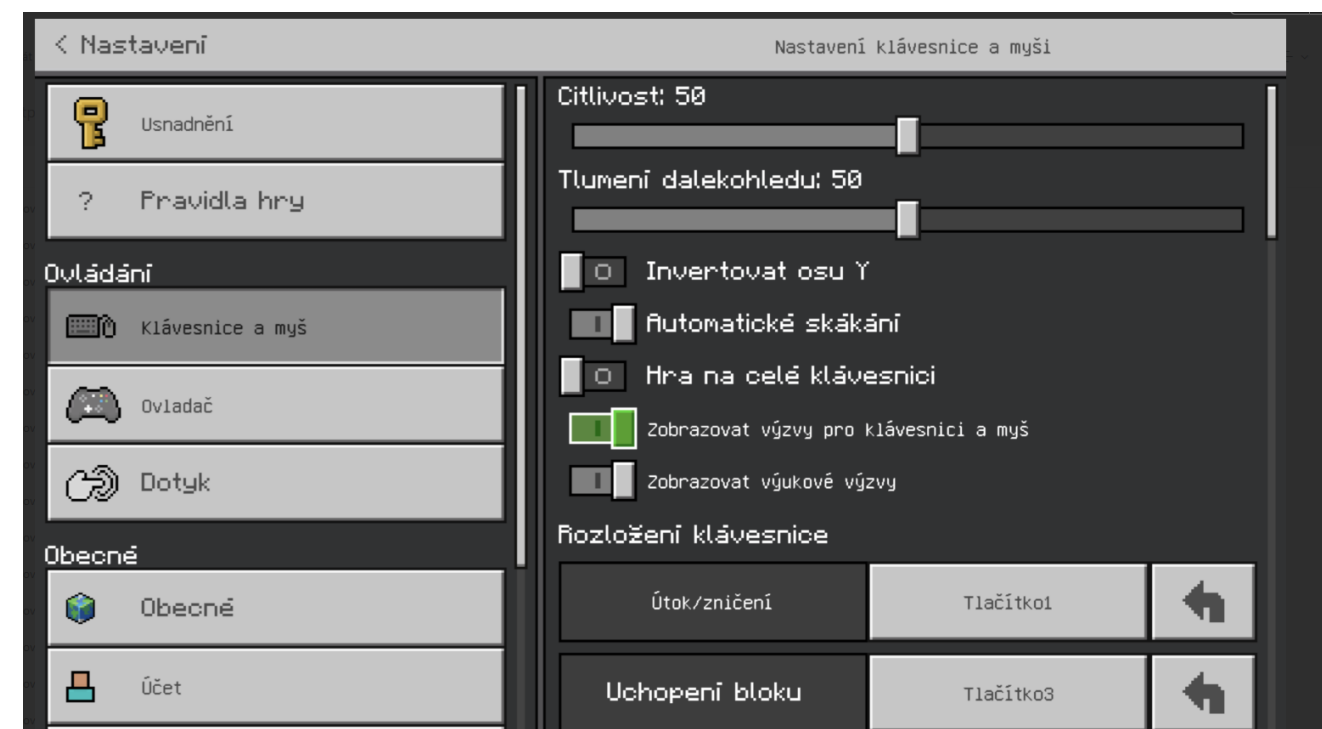 < Nastavení
Nastavení klávesnice a myši
Usnadnění
? Pravidla hry
Ovládání
Klávesnice a myš
Ovladač
Dotyk
Obecné
Obecné
Účet
Citlivost: 50
Tlumení dalekohledu: 50
Invertovat osu Y
Automatické skákání
Hra na celé klávesnici
Zobrazovat výzvy pro klávesnici a myš
Zobrazovat výukové výzvy
Rozložení klávesnice
Útok/zničení
Tlačítko1
Uchopení bloku
Tlačítko3